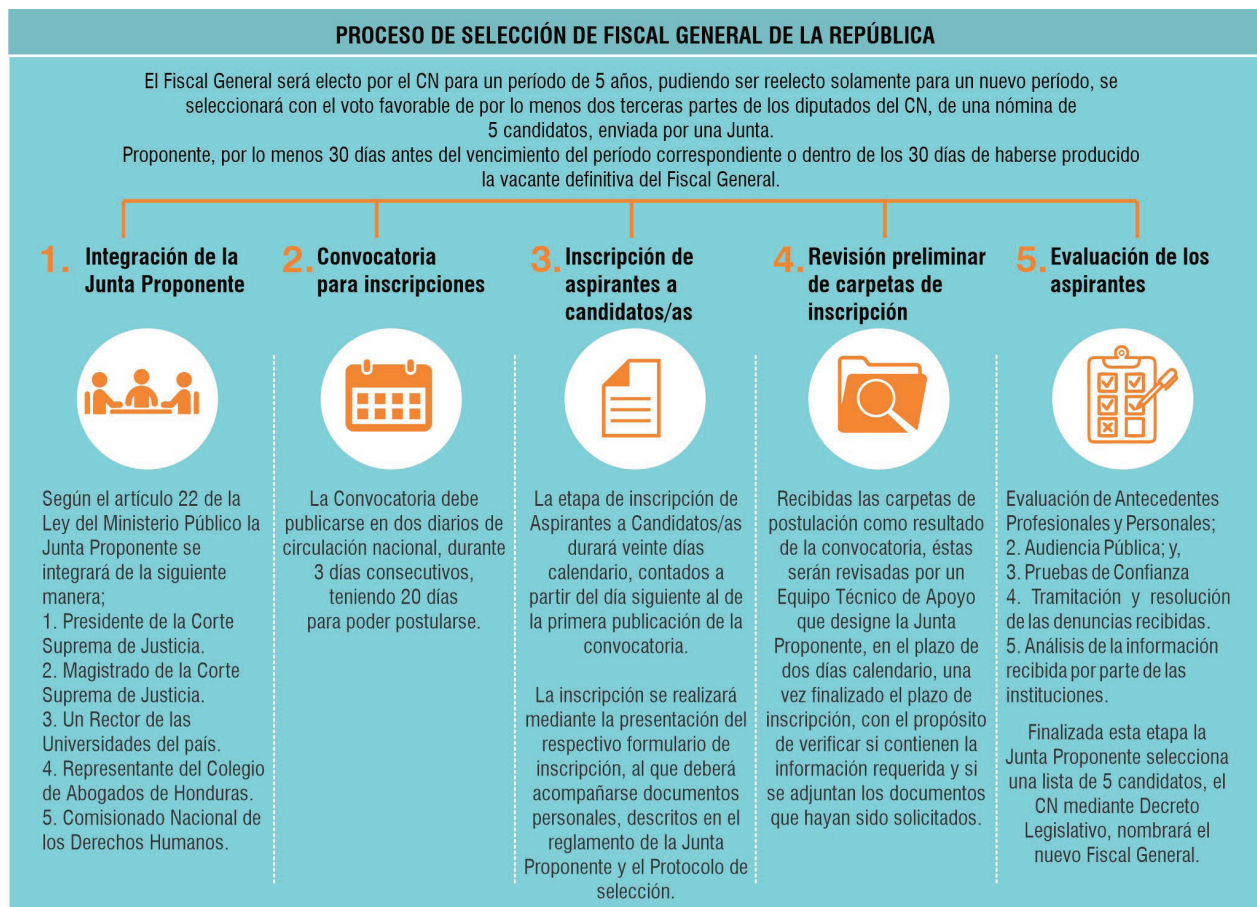 PROCESO DE SELECCIÓN DE FISCAL GENERAL DE LA REPÚBLICA
El Fiscal General será electo por el CN para un período de 5 años, pudiendo ser reelecto solamente para un nuevo período, se
seleccionará con el voto favorable de por lo menos dos terceras partes de los diputados del CN, de una nómina de
5 candidatos, enviada por una Junta.
Proponente, por lo menos 30 días antes del vencimiento del período correspondiente o dentro de los 30 días de haberse producido
la vacante definitiva del Fiscal General.
1. Integración de la
Junta Proponente
Según el artículo 22 de la
Ley del Ministerio Público la
Junta Proponente se
integrará de la siguiente
manera;
1. Presidente de la Corte
Suprema de Justicia.
2. Magistrado de la Corte
Suprema de Justicia.
3. Un Rector de las
Universidades del país.
4. Representante del Colegio
de Abogados de Honduras.
5. Comisionado Nacional de
los Derechos Humanos.
2. Convocatoria
para inscripciones
La Convocatoria debe
publicarse en dos diarios de
circulación nacional, durante
3 días consecutivos,
teniendo 20 días
para poder postularse.
3. Inscripción de
aspirantes a
candidatos/as
La etapa de inscripción de
Aspirantes a Candidatos/as
durará veinte días
calendario, contados a
partir del día siguiente al de
la primera publicación de la
convocatoria.
La inscripción se realizará
mediante la presentación del
respectivo formulario de
inscripción, al que deberá
acompañarse documentos
personales, descritos en el
reglamento de la Junta
Proponente y el Protocolo de
selección.
4. Revisión preliminar
de carpetas de
inscripción
Recibidas las carpetas de
postulación como resultado
de la convocatoria, éstas
serán revisadas por un
Equipo Técnico de Apoyo
que designe la Junta
Proponente, en el plazo de
dos días calendario, una
vez finalizado el plazo de
inscripción, con el propósito
de verificar si contienen la
información requerida y si
se adjuntan los documentos
que hayan sido solicitados.
5. Evaluación de los
aspirantes
Evaluación de Antecedentes
Profesionales y Personales;
2. Audiencia Pública; y,
3. Pruebas de Confianza
4. Tramitación y resolución
de las denuncias recibidas.
5. Análisis de la información
recibida por parte de las
instituciones.
Finalizada esta etapa la
Junta Proponente selecciona
una lista de 5 candidatos, el
CN mediante Decreto
Legislativo, nombrará el
nuevo Fiscal General.